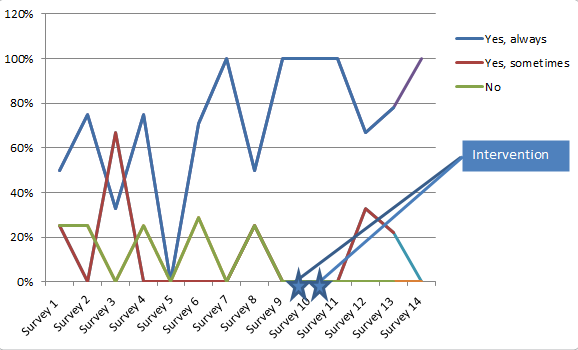 120%
100%
80%
60%
40%
20%
0%
Yes, always
Yes, sometimes
No
Intervention
Survey 1
Survey 2
Survey 3
Survey 4
Survey 5
Survey 6
Survey 7
Survey 8
Survey 9
Survey 10
Survey 11
Survey 12
Survey 13
Survey 14